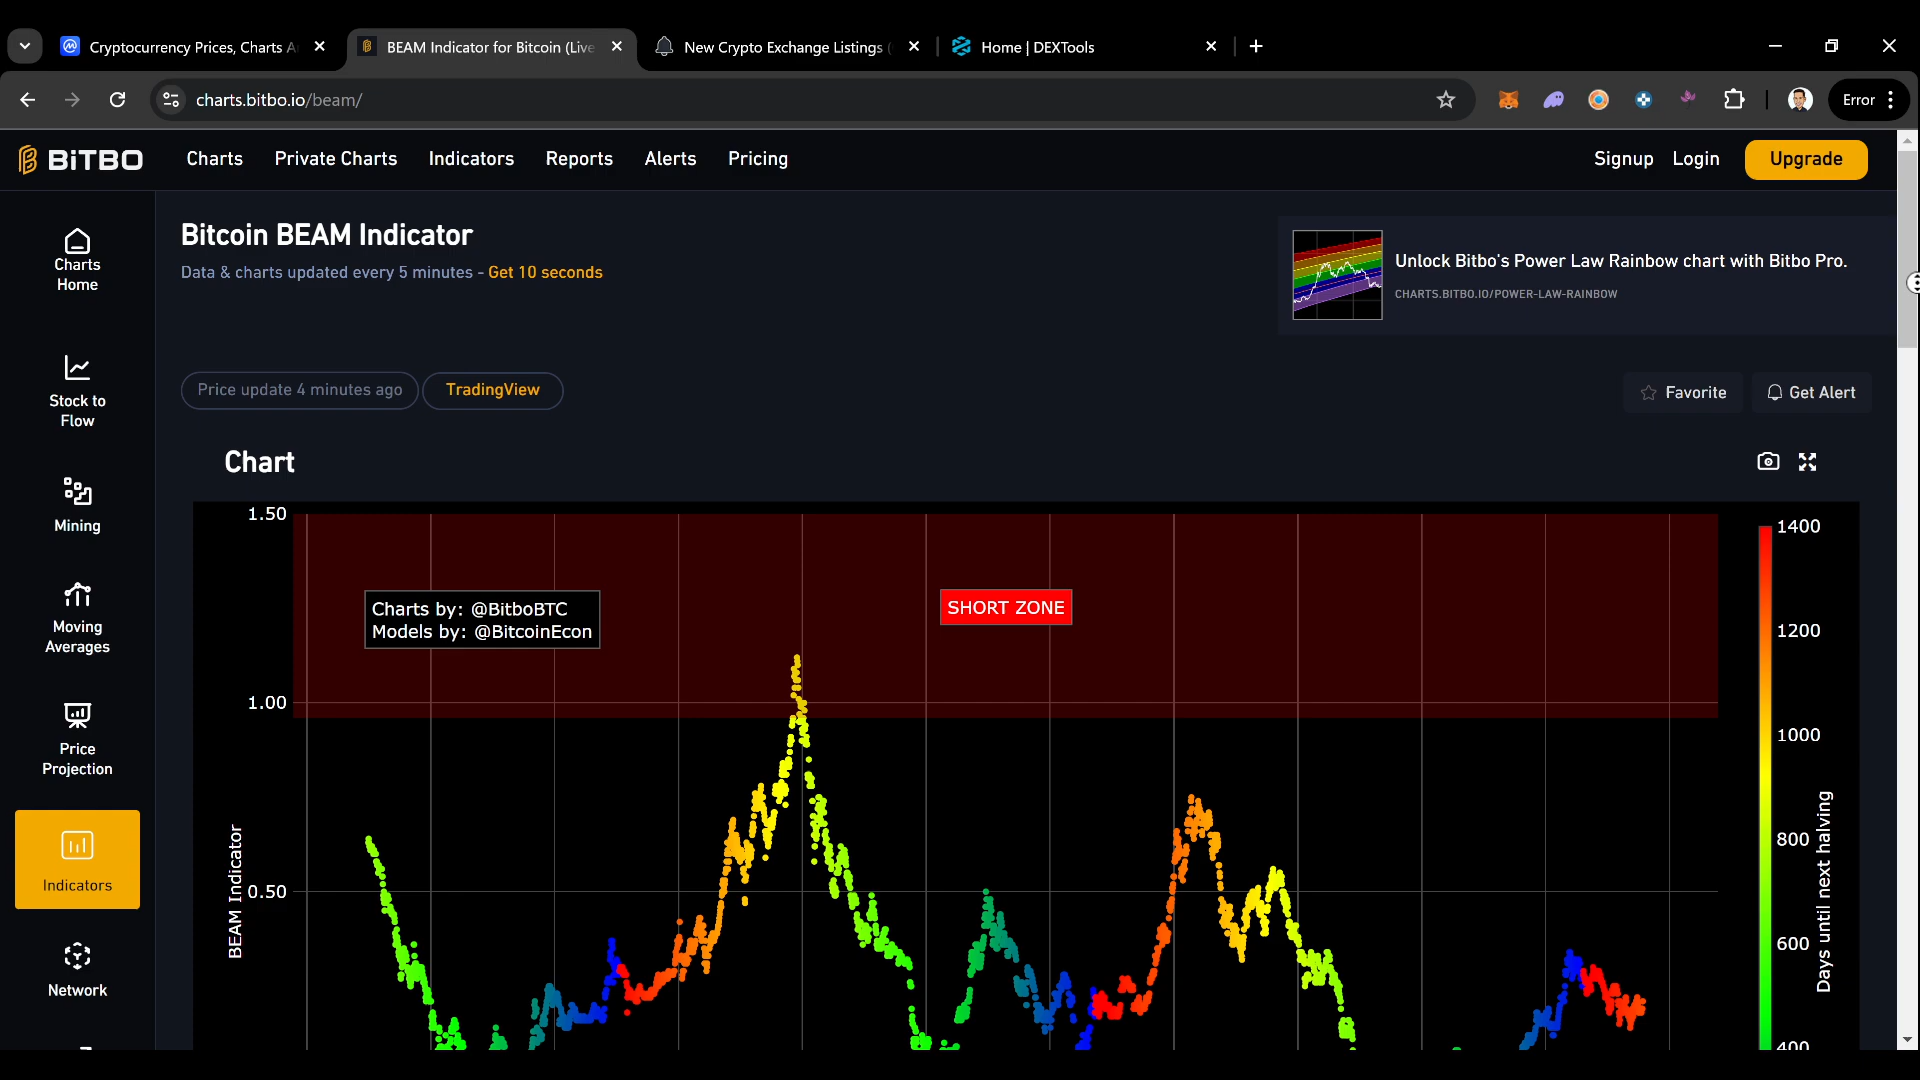 Cryptocurrency Prices, Charts A
BEAM Indicator for Bitcoin (Live
New Crypto Exchange Listings (
Home | DEXTools
charts.bitbo.io/beam/
Error
BiTBO
Charts
Private Charts
Indicators
Reports
Alerts
Pricing
Signup
Login
Upgrade
Charts
Home
Stock to
Flow
Mining
Moving
Averages
Price
Projection
Indicators
Network
Bitcoin BEAM Indicator
Data & charts updated every 5 minutes - Get 10 seconds
Unlock Bitbo's Power Law Rainbow chart with Bitbo Pro.
CHARTS.BITBO.IO/POWER-LAW-RAINBOW
Price update 4 minutes ago
TradingView
Favorite
Get Alert
Chart
1.50
1.00
0.50
BEAM Indicator
Charts by: @BitboBTC
Models by: @BitcoinEcon
SHORT ZONE
1400
1200
1000
800
600
400
Days until next halving